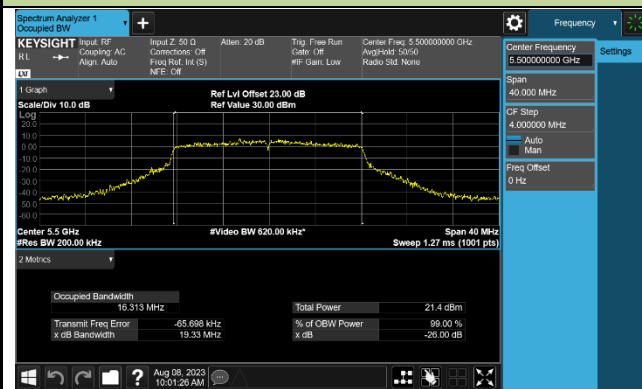 Spectrum Analyzer 1
Occupied BW
Frequency
KEYSIGHT
Input: RF
Coupling: AC
Align: Auto
Input Z: 50 Ω
Corrections: Off
Freq Ref: Int (S)
NFE: Off
Atten: 20 dB
Trig: Free Run
Gate: Off
#IF Gain: Low
Center Freq: 5.500000000 GHz
Avg|Hold: 50/50
Radio Std: None
RL
LXI
1 Graph
Scale/Div 10.0 dB
Ref Lvl Offset 23.00 dB
Ref Value 30.00 dBm
Log
20.0
10.0
0.00
-10.0
-20.0
-30.0
-40.0
-50.0
-60.0
Center 5.5 GHz
#Res BW 200.00 kHz
#Video BW 620.00 kHz*
Span 40 MHz
Sweep 1.27 ms (1001 pts)
2 Metrics
Occupied Bandwidth
16.313 MHz
Total Power 21.4 dBm
Transmit Freq Error -65.698 kHz
x dB Bandwidth 19.33 MHz
% of OBW Power 99.00 %
x dB -26.00 dB
Aug 08, 2023
10:01:26 AM
Center Frequency
5.500000000 GHz
Settings
Span
40.000 MHz
CF Step
4.000000 MHz
Auto
Man
Freq Offset
0 Hz